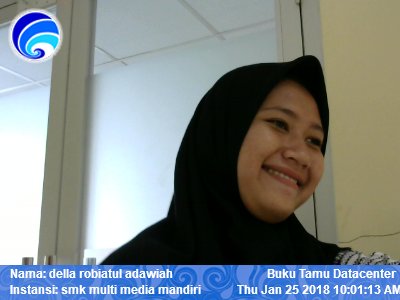 Nama: della robiatul adawiah Buku Tamu Datacenter
Instansi: smk multi media mandiri Thu Jan 25 2018 10:01:13 AM